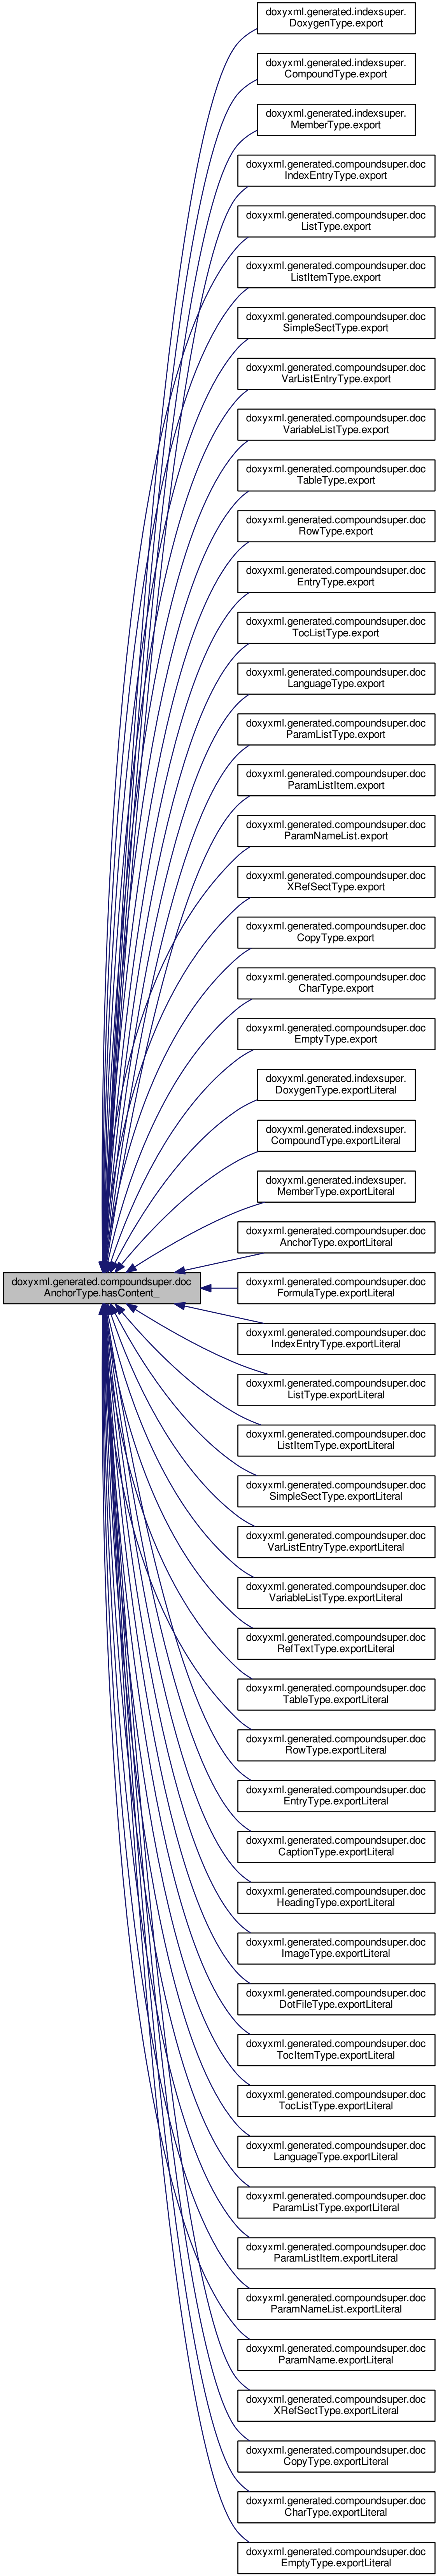 doxyxml.generated.indexsuper.
DoxygenType.export
doxyxml.generated.indexsuper.
CompoundType.export
doxyxml.generated.indexsuper.
MemberType.export
doxyxml.generated.compoundsuper.doc
IndexEntryType.export
doxyxml.generated.compoundsuper.doc
ListType.export
doxyxml.generated.compoundsuper.doc
ListItemType.export
doxyxml.generated.compoundsuper.doc
SimpleSectType.export
doxyxml.generated.compoundsuper.doc
VarListEntryType.export
doxyxml.generated.compoundsuper.doc
VariableListType.export
doxyxml.generated.compoundsuper.doc
TableType.export
doxyxml.generated.compoundsuper.doc
RowType.export
doxyxml.generated.compoundsuper.doc
EntryType.export
doxyxml.generated.compoundsuper.doc
TocListType.export
doxyxml.generated.compoundsuper.doc
LanguageType.export
doxyxml.generated.compoundsuper.doc
ParamListType.export
doxyxml.generated.compoundsuper.doc
ParamListItem.export
doxyxml.generated.compoundsuper.doc
ParamNameList.export
doxyxml.generated.compoundsuper.doc
XRefSectType.export
doxyxml.generated.compoundsuper.doc
CopyType.export
doxyxml.generated.compoundsuper.doc
CharType.export
doxyxml.generated.compoundsuper.doc
EmptyType.export
doxyxml.generated.indexsuper.
DoxygenType.exportLiteral
doxyxml.generated.indexsuper.
CompoundType.exportLiteral
doxyxml.generated.indexsuper.
MemberType.exportLiteral
doxyxml.generated.compoundsuper.doc
AnchorType.exportLiteral
doxyxml.generated.compoundsuper.doc
AnchorType.hasContent_
doxyxml.generated.compoundsuper.doc
FormulaType.exportLiteral
doxyxml.generated.compoundsuper.doc
IndexEntryType.exportLiteral
doxyxml.generated.compoundsuper.doc
ListType.exportLiteral
doxyxml.generated.compoundsuper.doc
ListItemType.exportLiteral
doxyxml.generated.compoundsuper.doc
SimpleSectType.exportLiteral
doxyxml.generated.compoundsuper.doc
VarListEntryType.exportLiteral
doxyxml.generated.compoundsuper.doc
VariableListType.exportLiteral
doxyxml.generated.compoundsuper.doc
RefTextType.exportLiteral
doxyxml.generated.compoundsuper.doc
TableType.exportLiteral
doxyxml.generated.compoundsuper.doc
RowType.exportLiteral
doxyxml.generated.compoundsuper.doc
EntryType.exportLiteral
doxyxml.generated.compoundsuper.doc
CaptionType.exportLiteral
doxyxml.generated.compoundsuper.doc
HeadingType.exportLiteral
doxyxml.generated.compoundsuper.doc
ImageType.exportLiteral
doxyxml.generated.compoundsuper.doc
DotFileType.exportLiteral
doxyxml.generated.compoundsuper.doc
TocItemType.exportLiteral
doxyxml.generated.compoundsuper.doc
TocListType.exportLiteral
doxyxml.generated.compoundsuper.doc
LanguageType.exportLiteral
doxyxml.generated.compoundsuper.doc
ParamListType.exportLiteral
doxyxml.generated.compoundsuper.doc
ParamListItem.exportLiteral
doxyxml.generated.compoundsuper.doc
ParamNameList.exportLiteral
doxyxml.generated.compoundsuper.doc
ParamName.exportLiteral
doxyxml.generated.compoundsuper.doc
XRefSectType.exportLiteral
doxyxml.generated.compoundsuper.doc
CopyType.exportLiteral
doxyxml.generated.compoundsuper.doc
CharType.exportLiteral
doxyxml.generated.compoundsuper.doc
EmptyType.exportLiteral